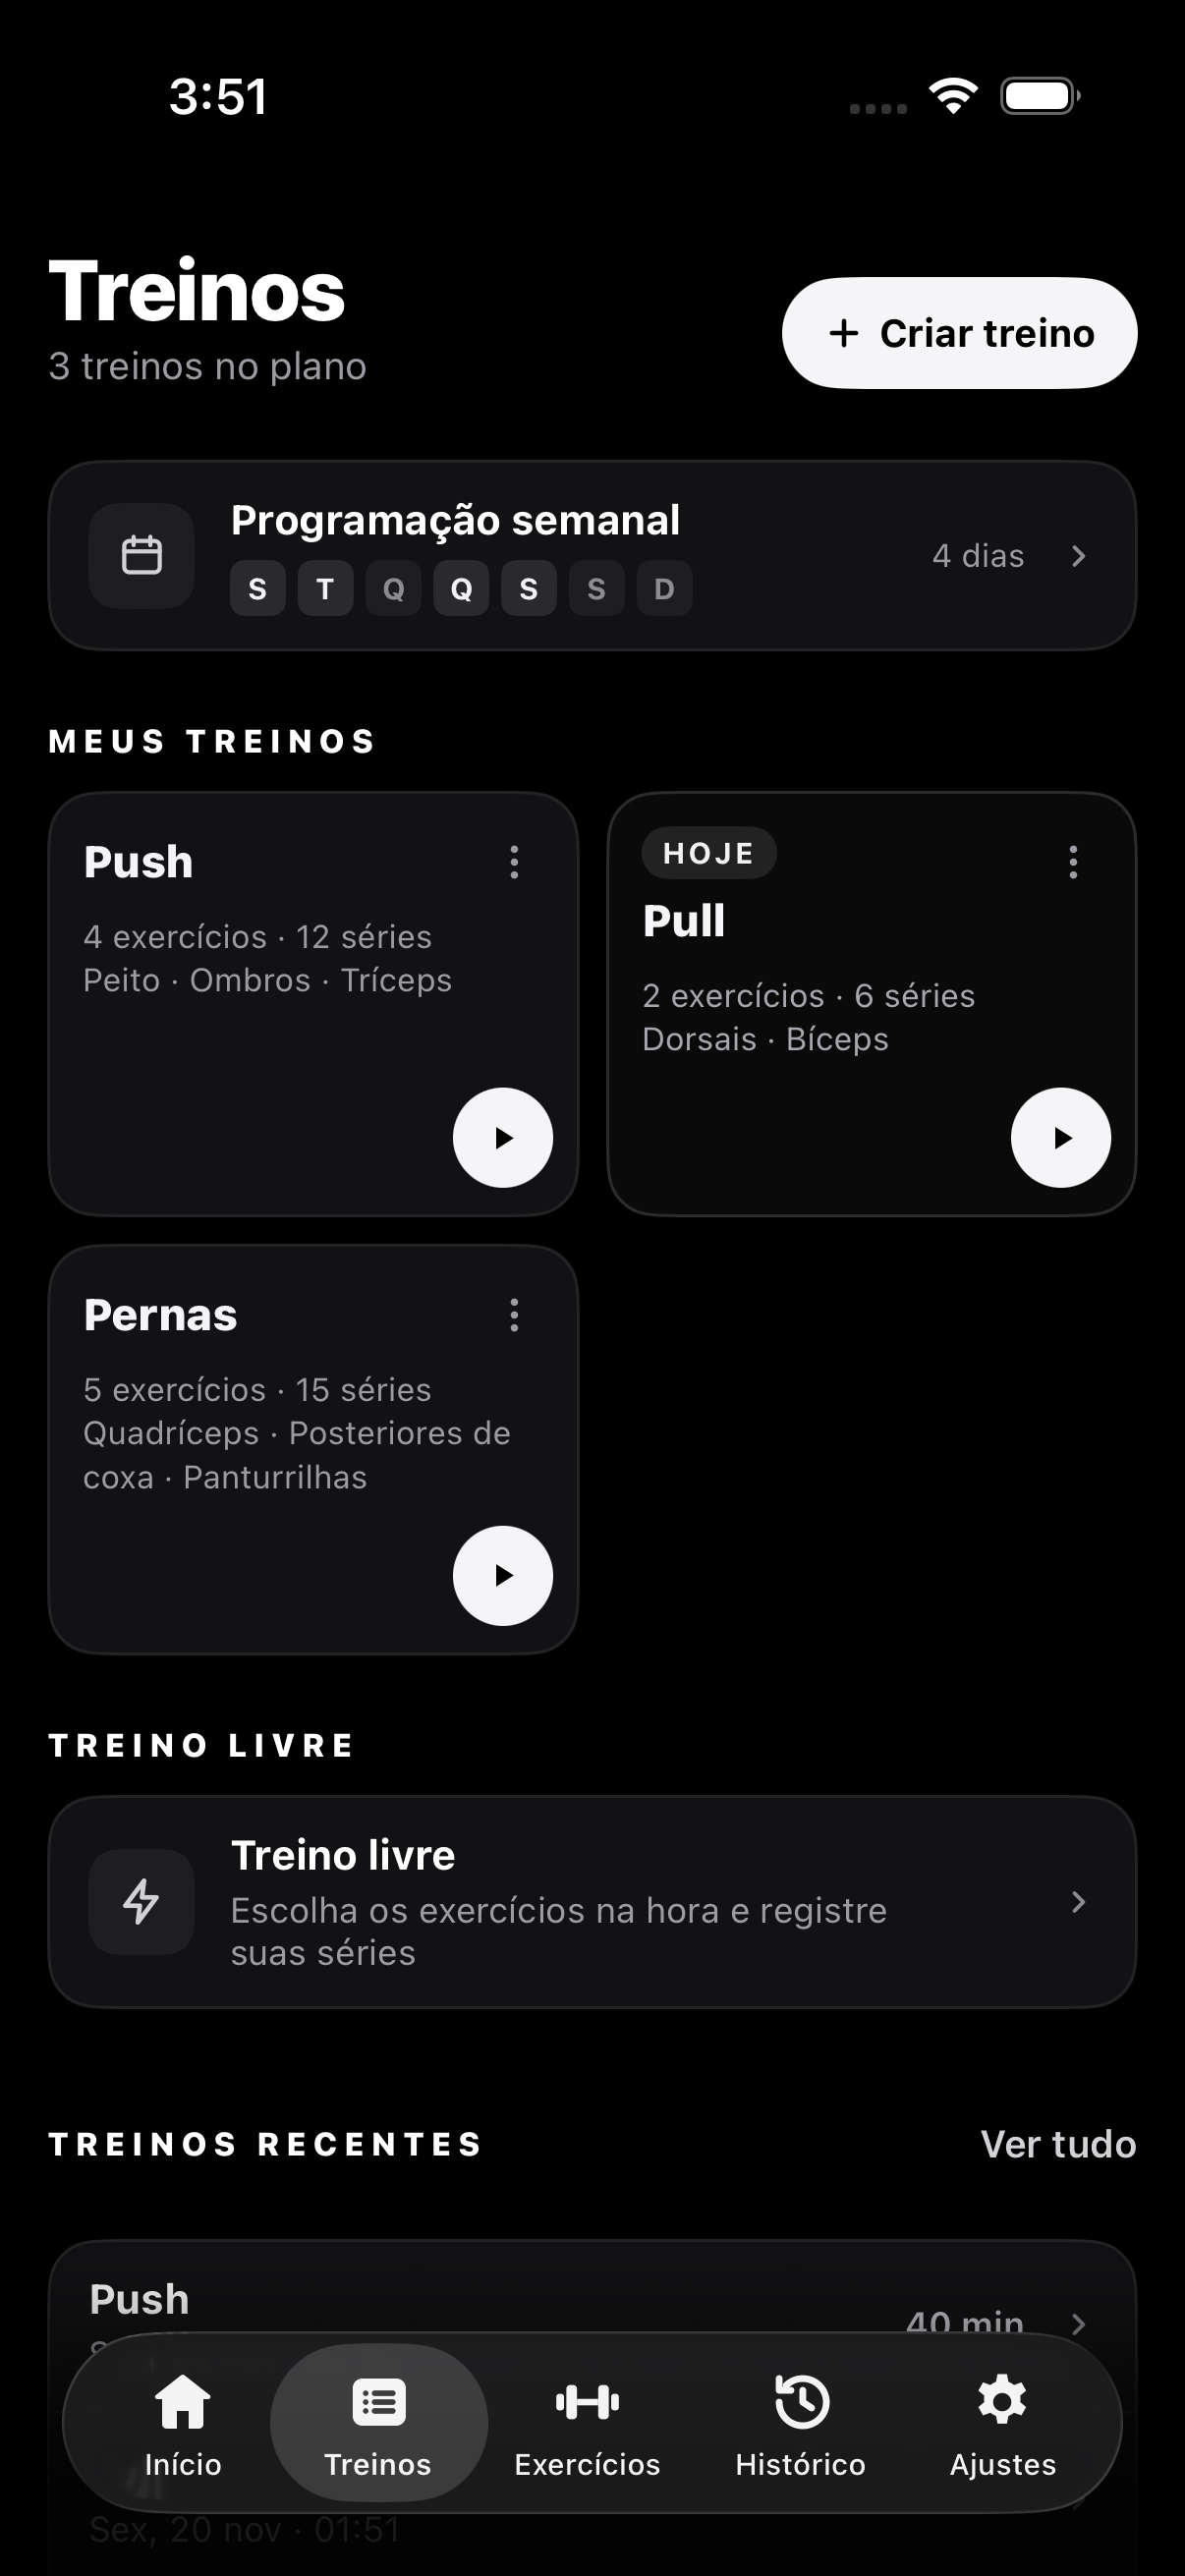 3:51
Treinos
3 treinos no plano
+ Criar treino
Programação semanal
S T Q Q S S D
4 dias
MEUS TREINOS
Push
4 exercícios · 12 séries
Peito · Ombros · Tríceps
HOJE
Pull
2 exercícios · 6 séries
Dorsais · Bíceps
Pernas
5 exercícios · 15 séries
Quadríceps · Posteriores de
coxa · Panturrilhas
TREINO LIVRE
Treino livre
Escolha os exercícios na hora e registre
suas séries
TREINOS RECENTES
Ver tudo
Push
40 min
Início
Treinos
Exercícios
Histórico
Ajustes
Sex, 20 nov · 01:51